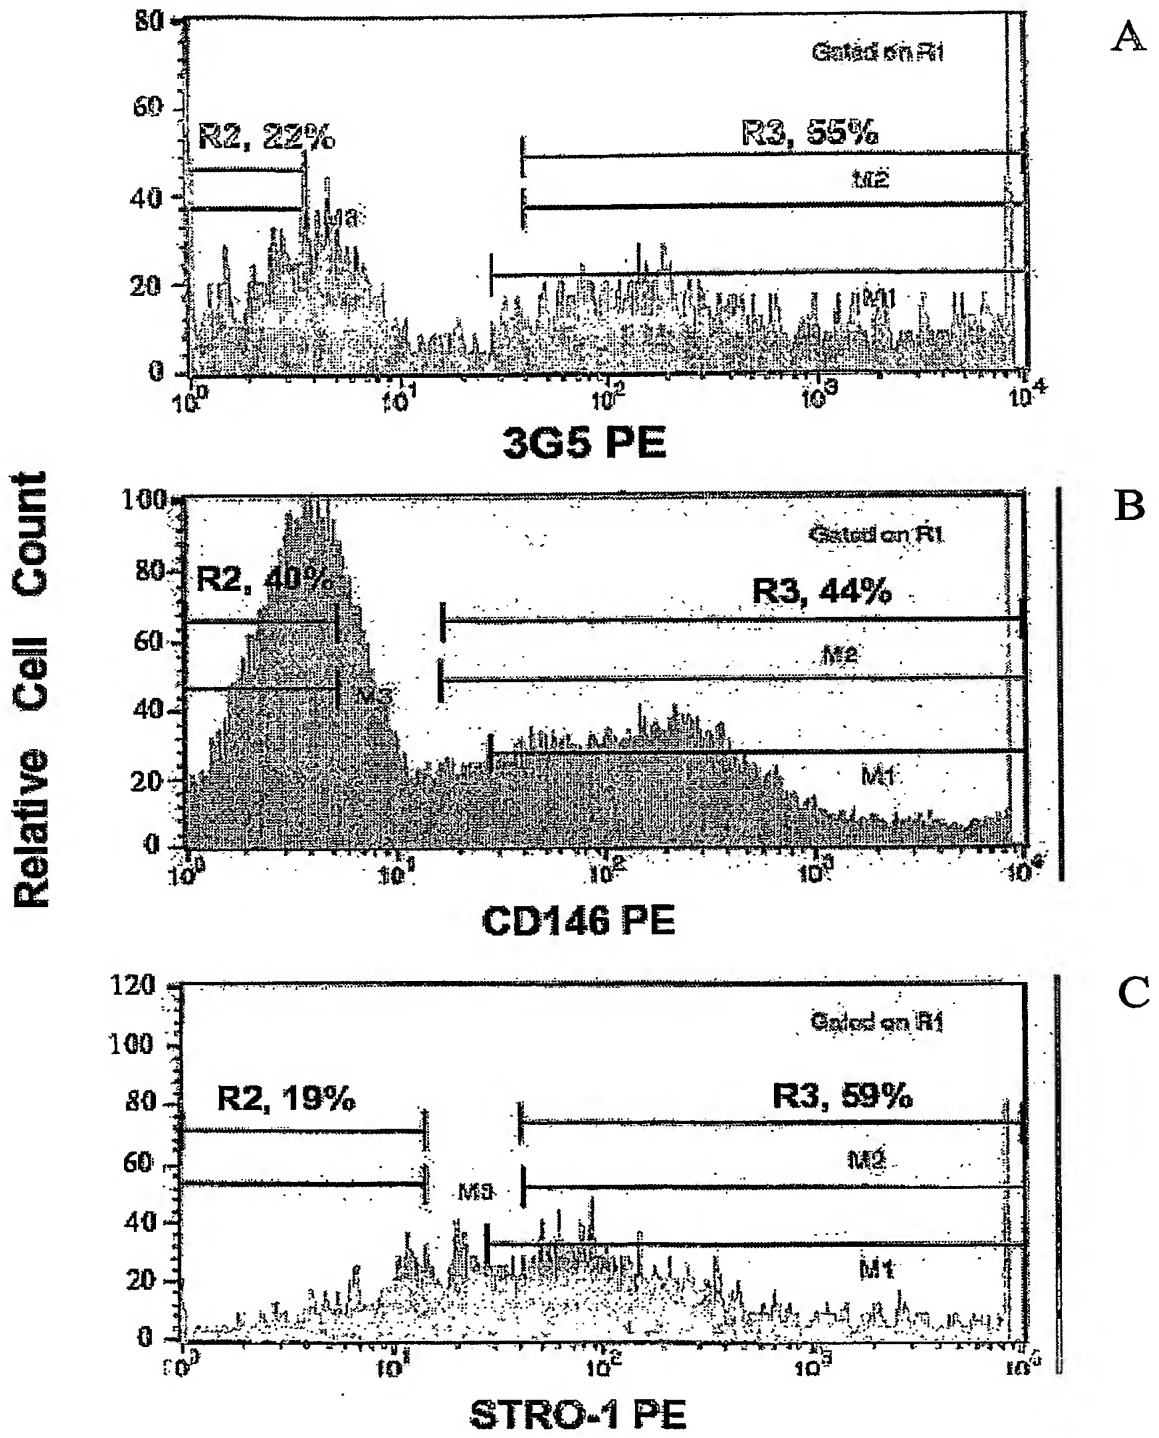 A
80
Gated on R1
60
R2, 22%
R3, 55%
M2
40
20
M1
0
10^0 10^1 10^2 10^3 10^4
3G5 PE
Relative Cell Count
B
100
Gated on R1
80
R2, 40%
R3, 44%
60
M2
M3
40
M1
20
0
10^0 10^1 10^2 10^3 10^4
CD146 PE
C
120
Gated on R1
100
80
R2, 19%
R3, 59%
60
M2
M3
40
M1
20
0
10^1 10^2
STRO-1 PE